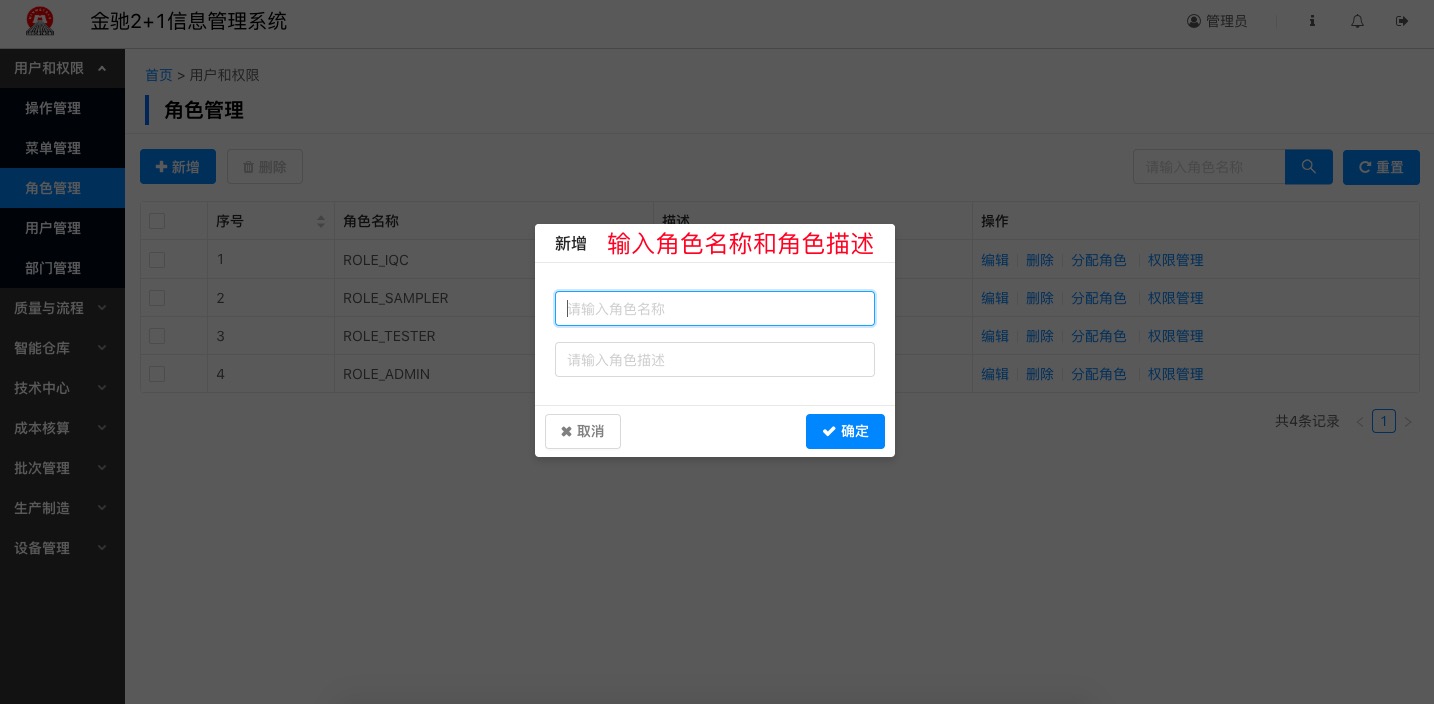 金驰2+1信息管理系统
管理员
用户和权限
操作管理
菜单管理
角色管理
用户管理
部门管理
质量与流程
智能仓库
技术中心
成本核算
批次管理
生产制造
设备管理
首页 > 用户和权限
角色管理
新增
删除
请输入角色名称
重置
序号 角色名称 描述 操作
1 ROLE_IQC 编辑 删除 分配角色 权限管理
2 ROLE_SAMPLER 编辑 删除 分配角色 权限管理
3 ROLE_TESTER 编辑 删除 分配角色 权限管理
4 ROLE_ADMIN 编辑 删除 分配角色 权限管理
共4条记录 < 1 >
新增 输入角色名称和角色描述
请输入角色名称
请输入角色描述
取消
确定